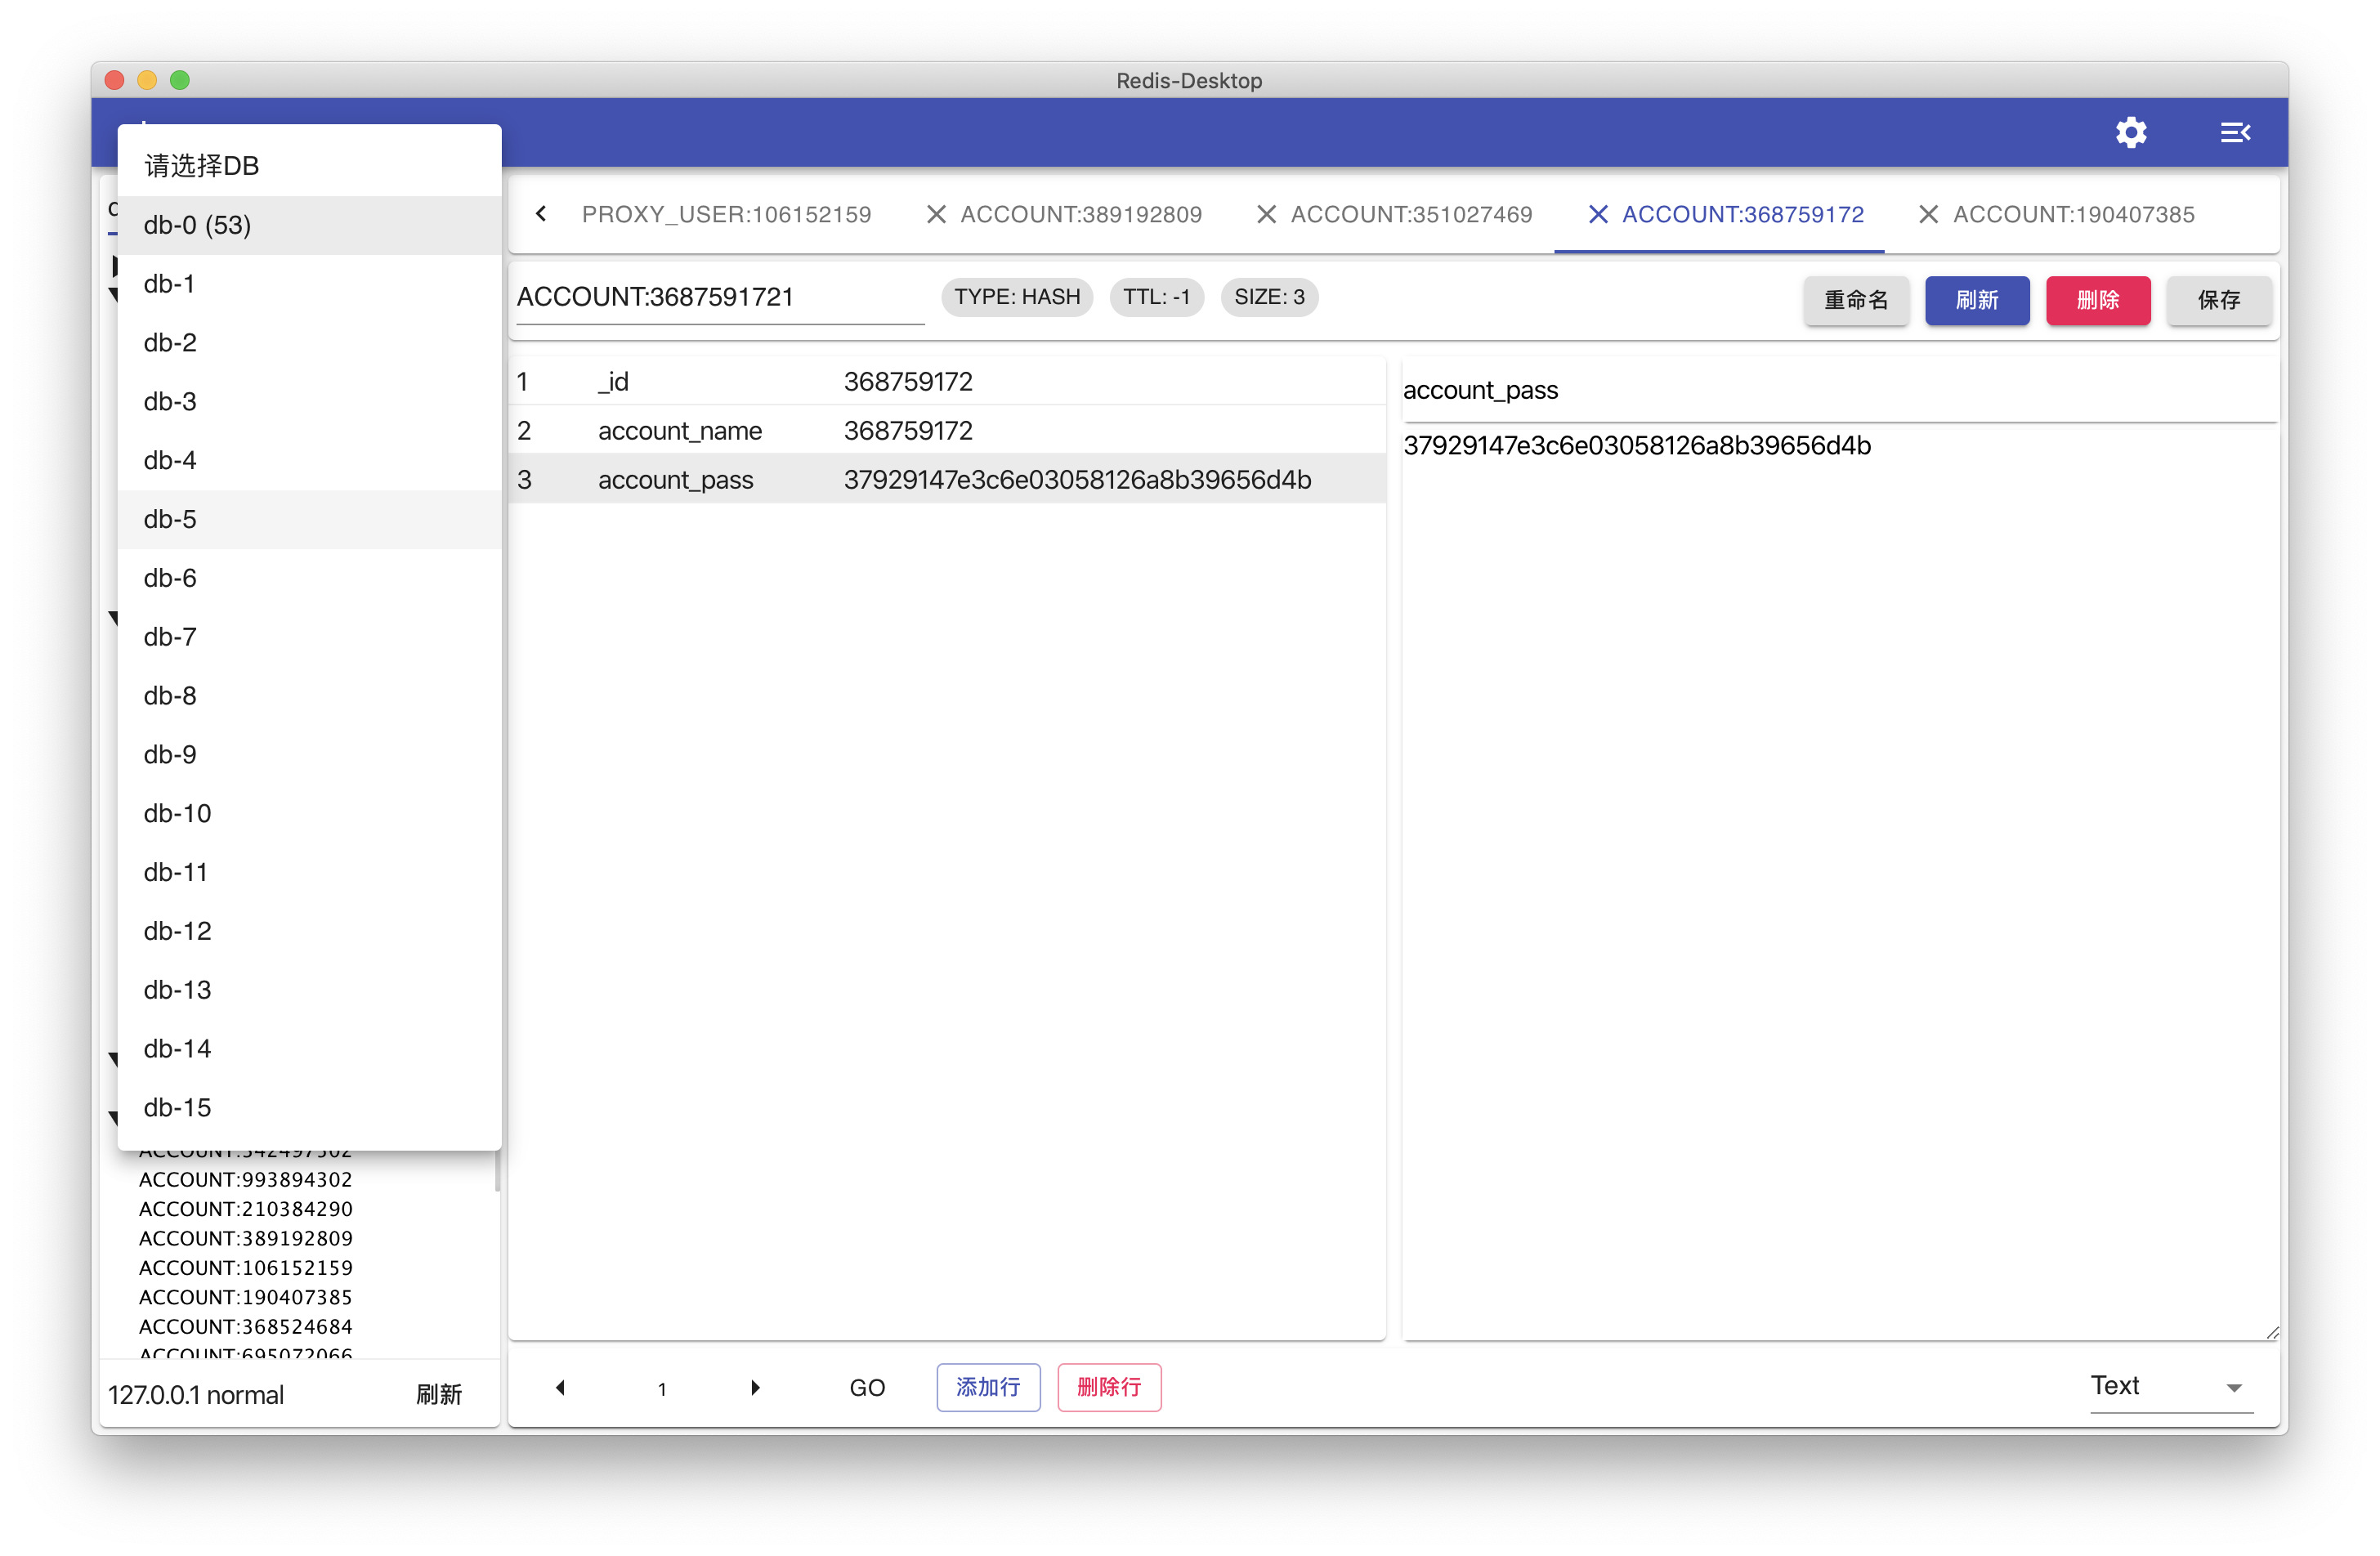 Redis-Desktop
请选择DB
db-0 (53)
db-1
db-2
db-3
db-4
db-5
db-6
db-7
db-8
db-9
db-10
db-11
db-12
db-13
db-14
db-15
ACCOUNT:342497302
ACCOUNT:993894302
ACCOUNT:210384290
ACCOUNT:389192809
ACCOUNT:106152159
ACCOUNT:190407385
ACCOUNT:368524684
ACCOUNT:695072066
127.0.0.1 normal 刷新
PROXY_USER:106152159 ACCOUNT:389192809 ACCOUNT:351027469 ACCOUNT:368759172 ACCOUNT:190407385
ACCOUNT:3687591721 TYPE: HASH TTL: -1 SIZE: 3 重命名 刷新 删除 保存
1 _id 368759172
2 account_name 368759172
3 account_pass 37929147e3c6e03058126a8b39656d4b
account_pass
37929147e3c6e03058126a8b39656d4b
1 GO 添加行 删除行 Text